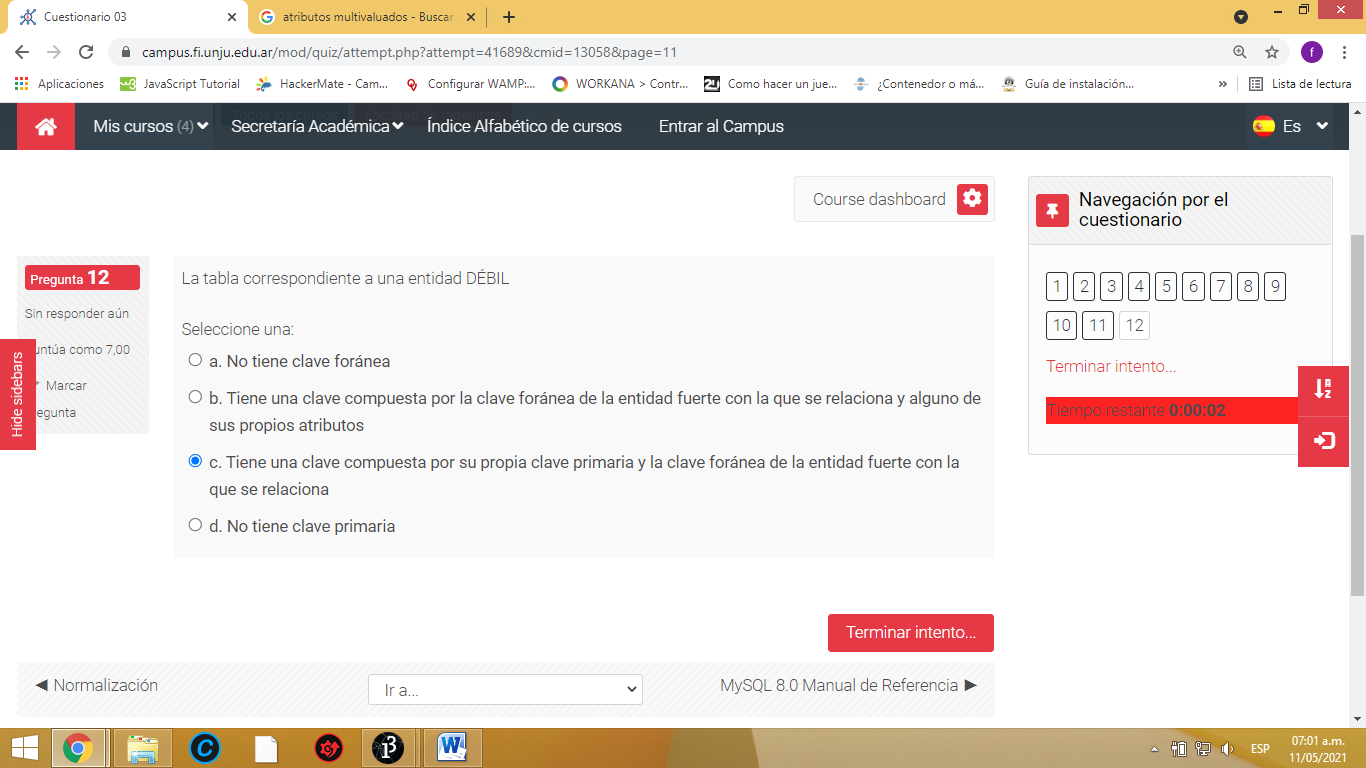 Cuestionario 03
atributos multivaluados - Buscar
campus.fi.unju.edu.ar/mod/quiz/attempt.php?attempt=41689&cmid=13058&page=11
f
Aplicaciones
JavaScript Tutorial
HackerMate - Cam...
Configurar WAMP:...
WORKANA > Contr...
Como hacer un jue...
¿Contenedor o má...
Guía de instalación...
»
Lista de lectura
Mis cursos (4)
Secretaría Académica
Índice Alfabético de cursos
Entrar al Campus
Es
Course dashboard
Navegación por el
cuestionario
Pregunta 12
Sin responder aún
untúa como 7,00
Marcar
egunta
Hide sidebars
La tabla correspondiente a una entidad DÉBIL
Seleccione una:
a. No tiene clave foránea
b. Tiene una clave compuesta por la clave foránea de la entidad fuerte con la que se relaciona y alguno de
sus propios atributos
c. Tiene una clave compuesta por su propia clave primaria y la clave foránea de la entidad fuerte con la
que se relaciona
d. No tiene clave primaria
1 2 3 4 5 6 7 8 9
10 11 12
Terminar intento...
Tiempo restante 0:00:02
Terminar intento...
◄ Normalización
Ir a...
MySQL 8.0 Manual de Referencia ►
ESP
07:01 a.m.
11/05/2021